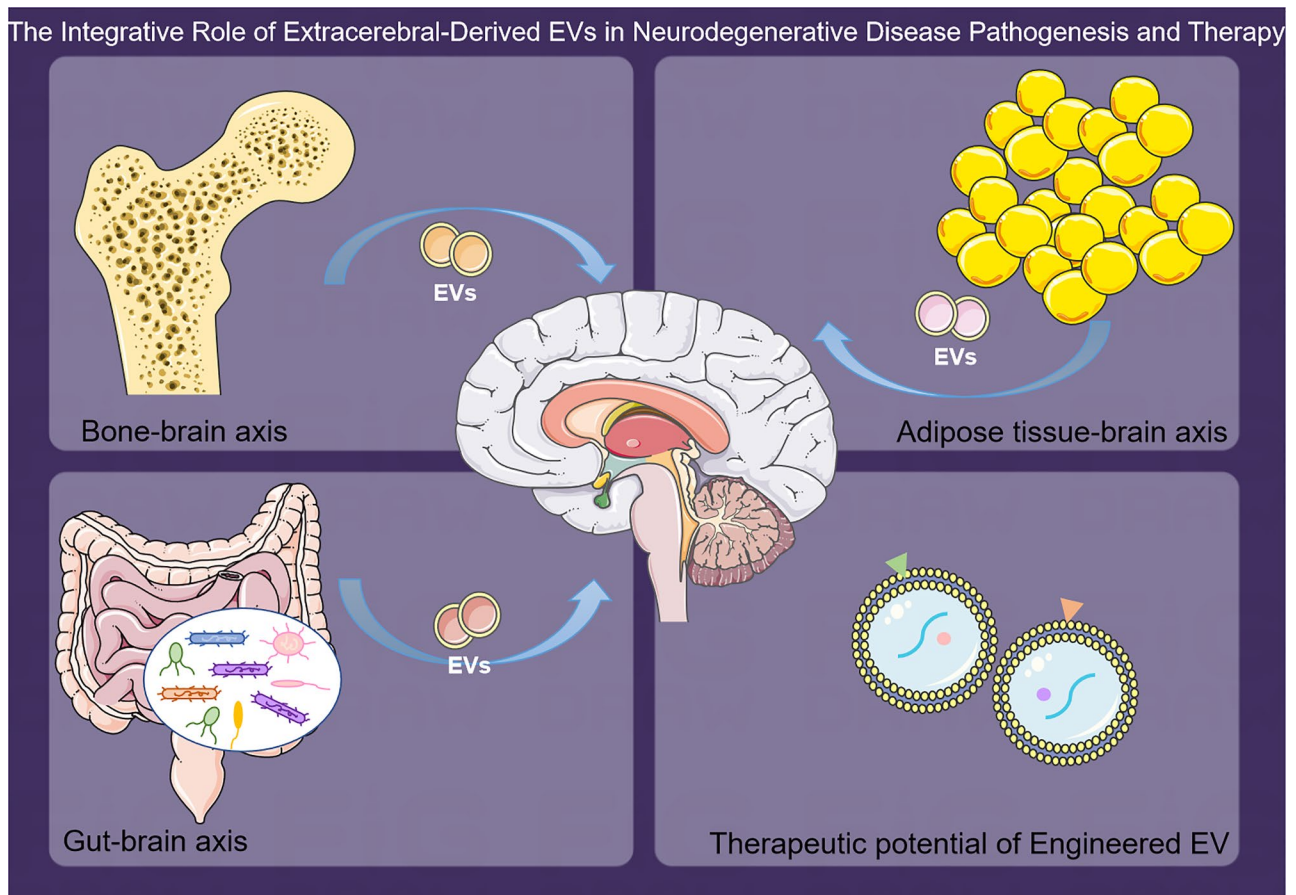 The Integrative Role of Extracerebral-Derived EVs in Neurodegenerative Disease Pathogenesis and Therapy
EVs
Bone-brain axis
EVs
Adipose tissue-brain axis
EVs
Gut-brain axis
Therapeutic potential of Engineered EV